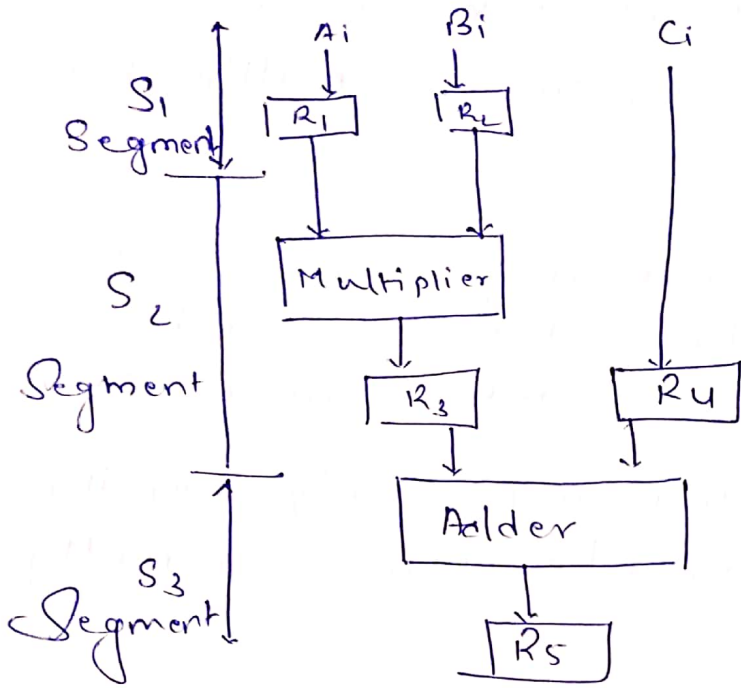 Ai Bi Ci
S1
Segment
R1 R2
Multiplier
S2
Segment
R3 R4
Adder
S3
Segment
R5